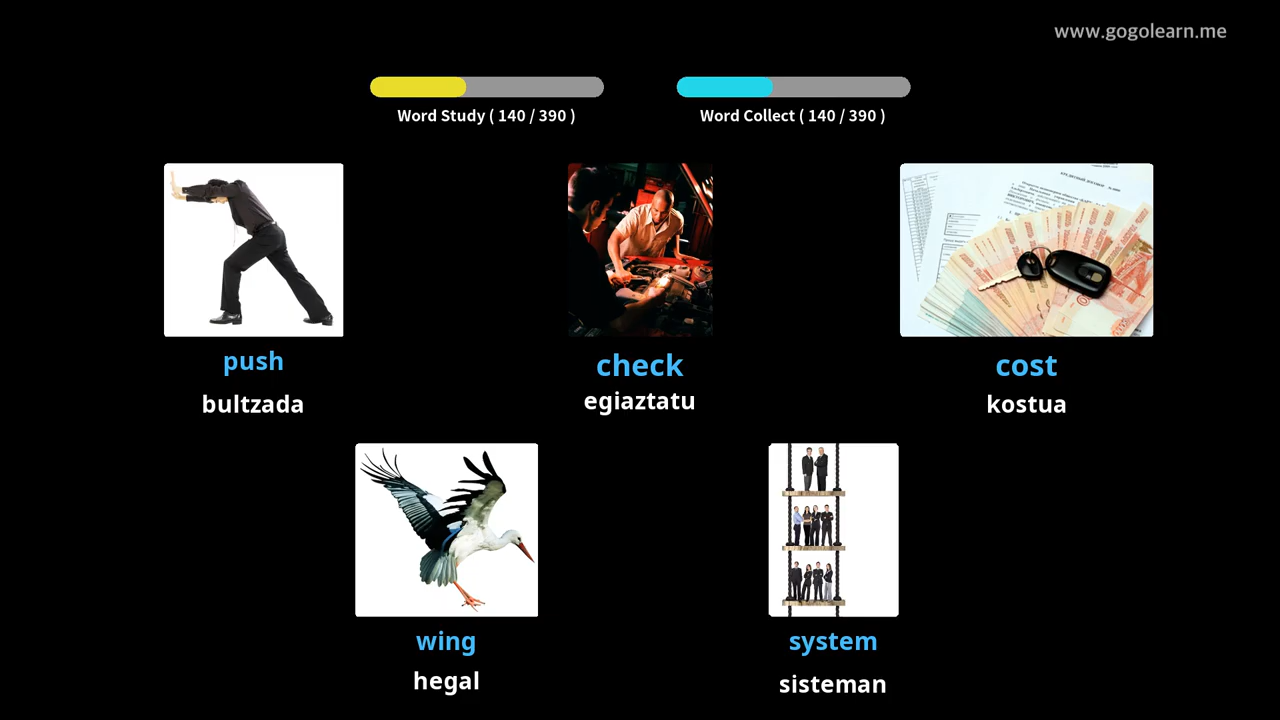 www.gogolearn.me
Word Study ( 140 / 390 )
Word Collect ( 140 / 390 )
push
bultzada
check
egiaztatu
cost
kostua
wing
hegal
system
sisteman